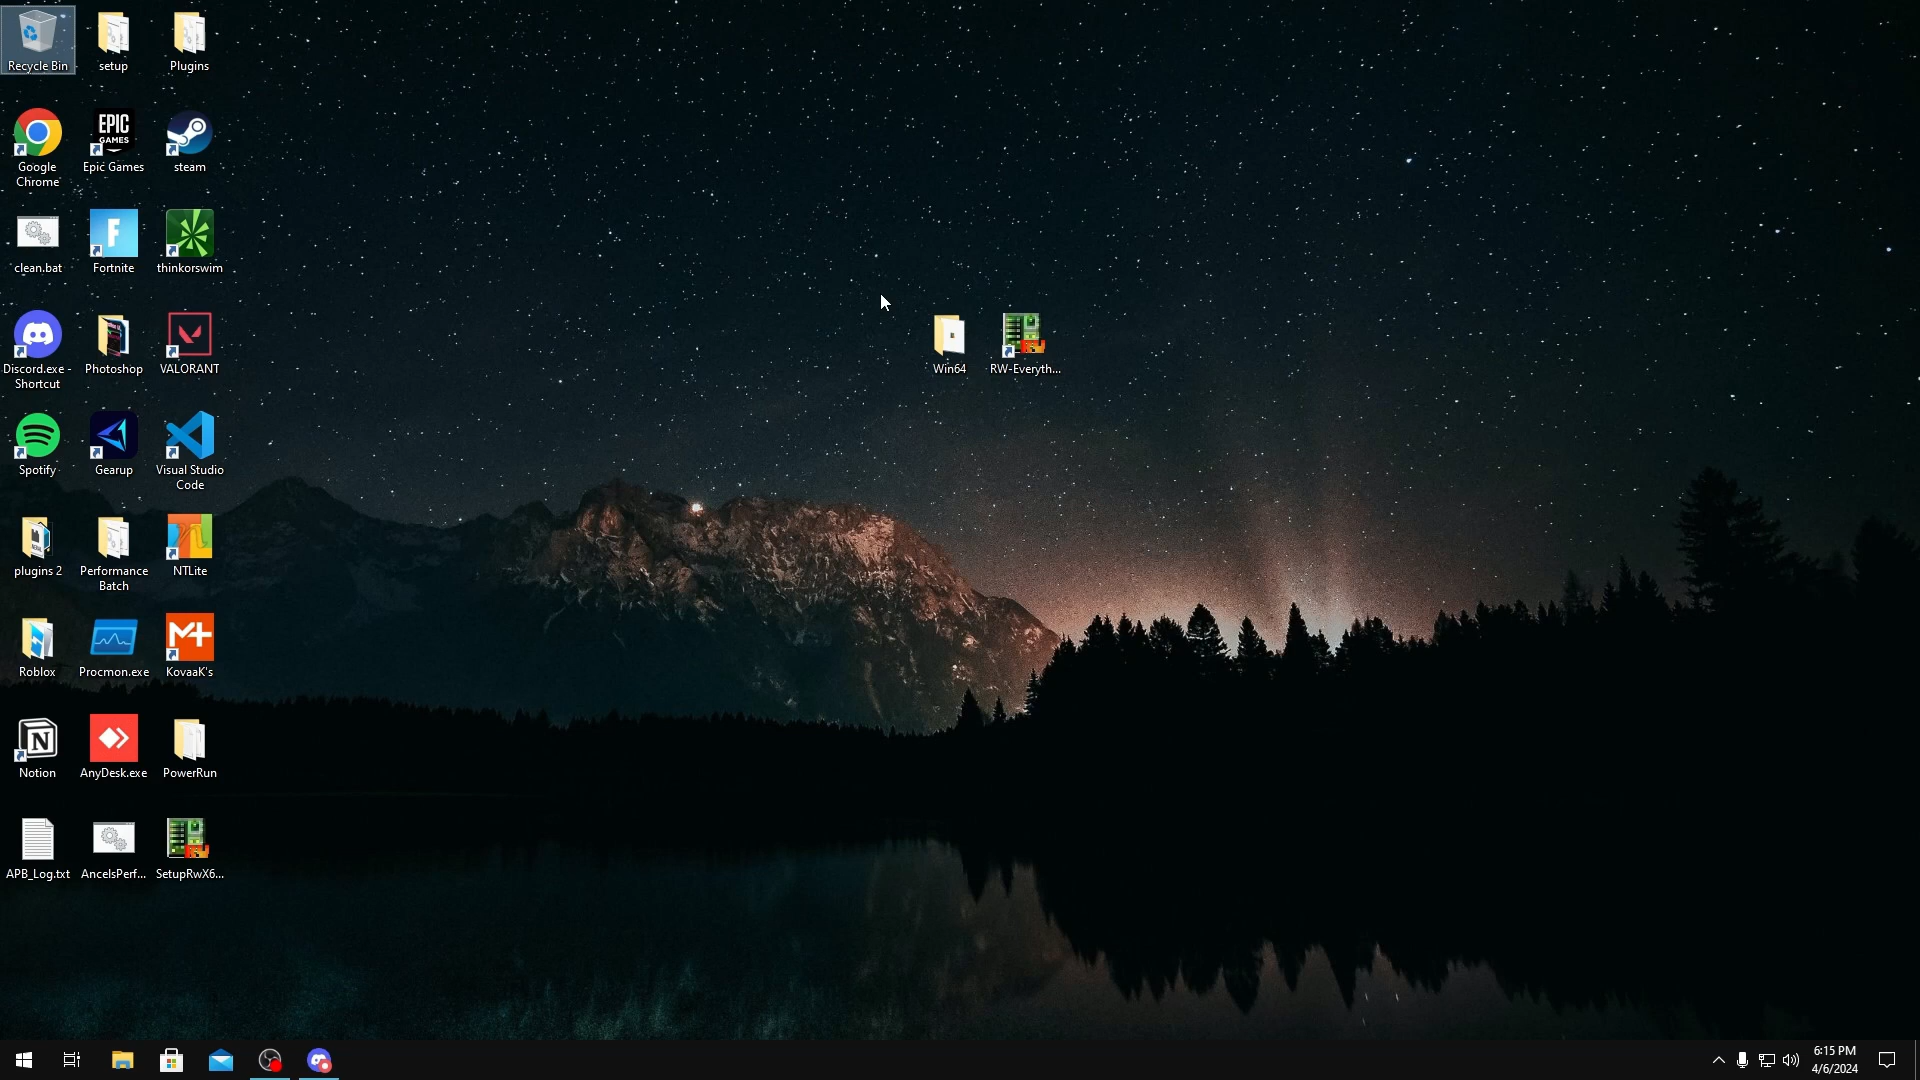 Recycle Bin
setup
Plugins
Google
Chrome
EPIC
GAMES
Epic Games
steam
clean.bat
F
Fortnite
thinkorswim
Discord.exe -
Shortcut
Photoshop
VALORANT
Win64
RW-Everyth...
Spotify
Gearup
Visual Studio
Code
plugins 2
Performance
Batch
NTLite
Roblox
Procmon.exe
KovaaK's
Notion
AnyDesk.exe
PowerRun
APB_Log.txt
AncelsPerf...
SetupRwX6...
6:15 PM
4/6/2024